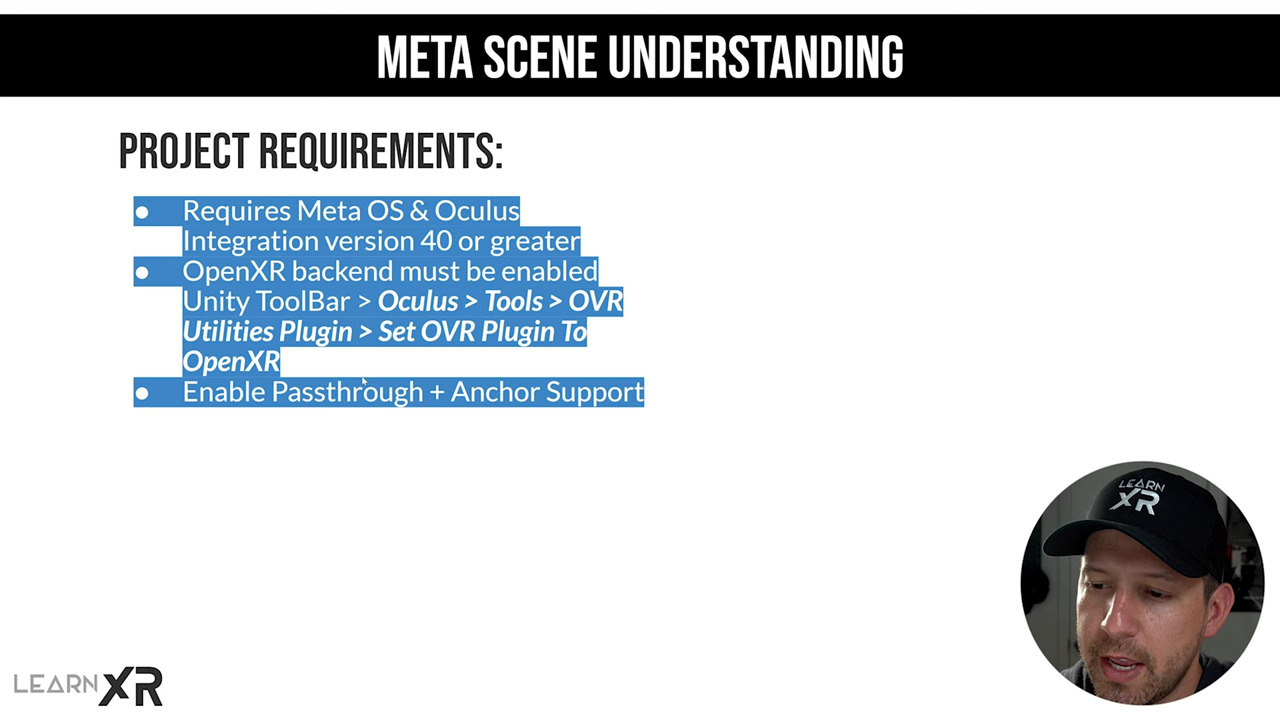 META SCENE UNDERSTANDING
PROJECT REQUIREMENTS:
● Requires Meta OS & Oculus
Integration version 40 or greater
● OpenXR backend must be enabled
Unity ToolBar > Oculus > Tools > OVR
Utilities Plugin > Set OVR Plugin To
OpenXR
● Enable Passthrough + Anchor Support
LEARN
XR
LEARN XR